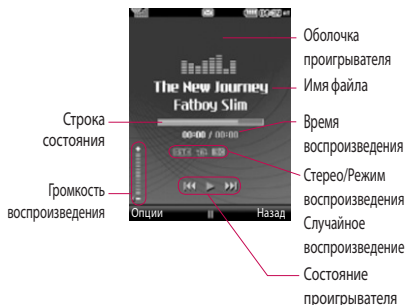 Оболочка
проигрывателя
The New Journey
Имя файла
Fatboy Slim
Строка
состояния
Время
воспроизведения
00:00 / 00:00
Стерео/Режим
воспроизведения
Громкость
воспроизведения
Случайное
воспроизведение
Опции
Назад
Состояние
проигрывателя